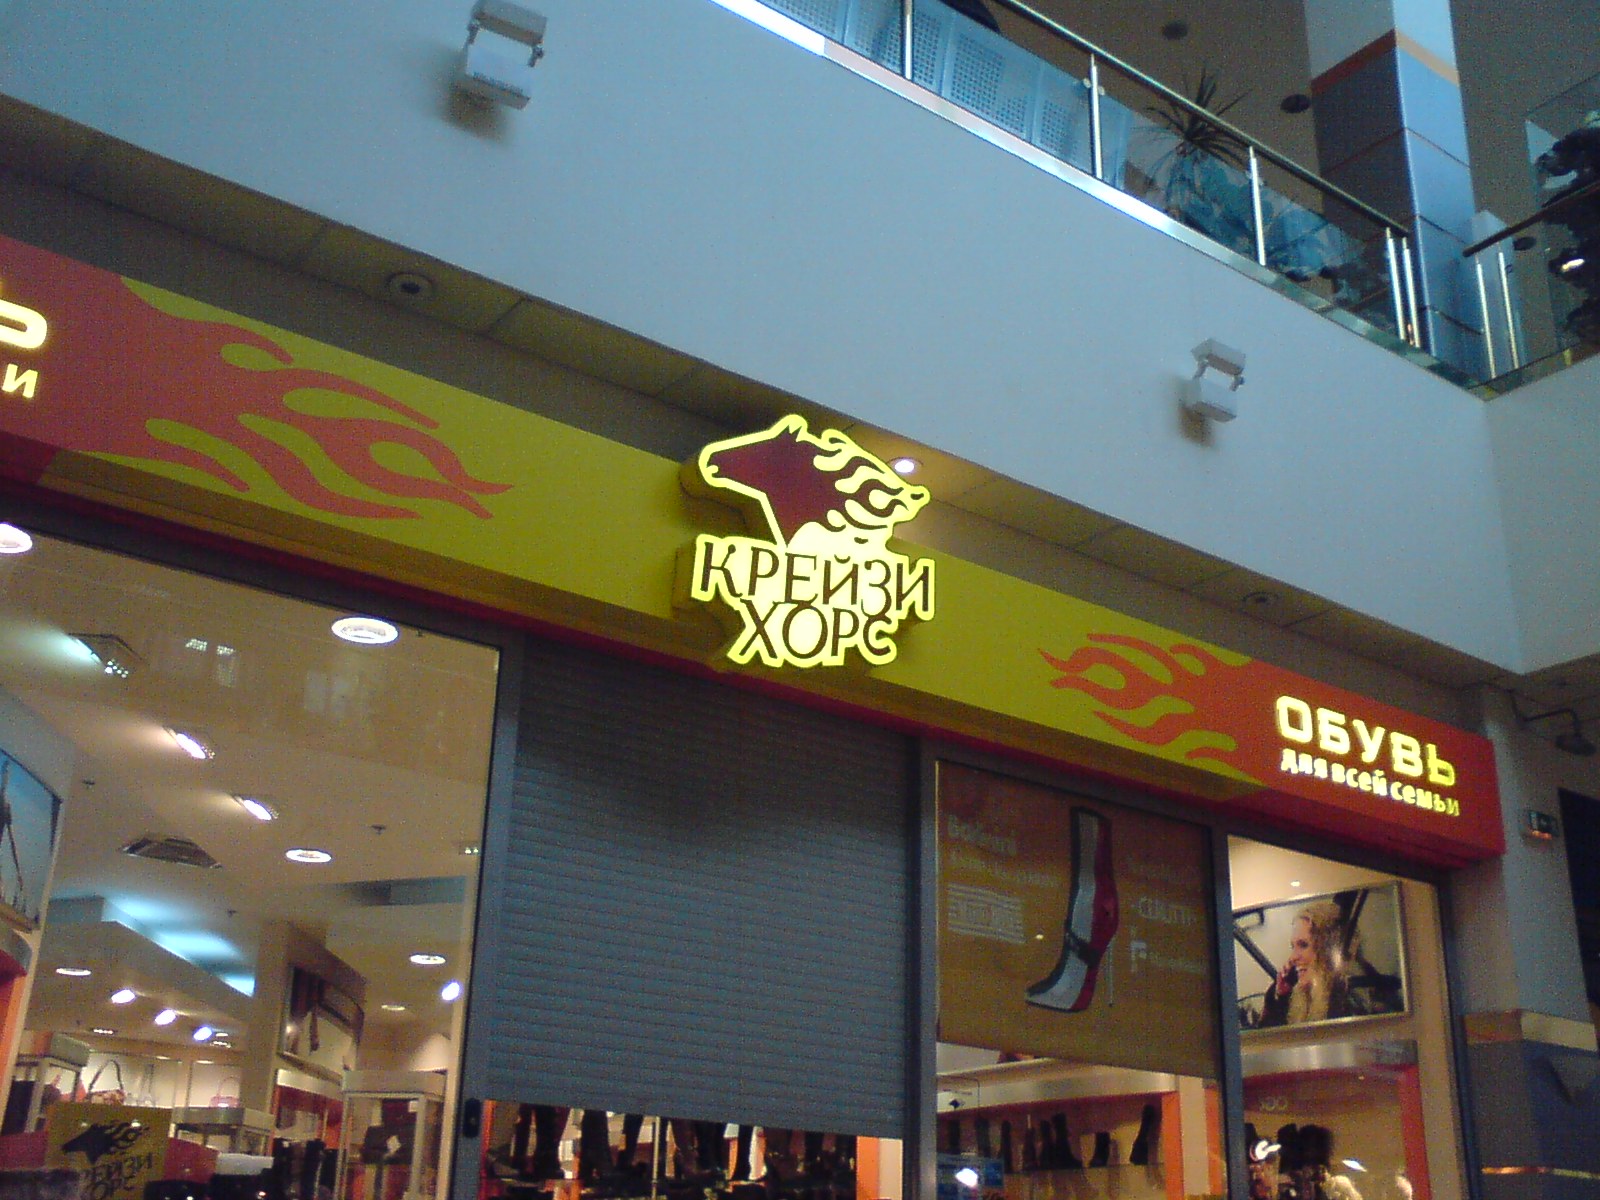 Ь
и
КРЕЙЗИ
ХОРС
ОБУВЬ
для всей семьи
КРЕЙЗИ
ХОРС